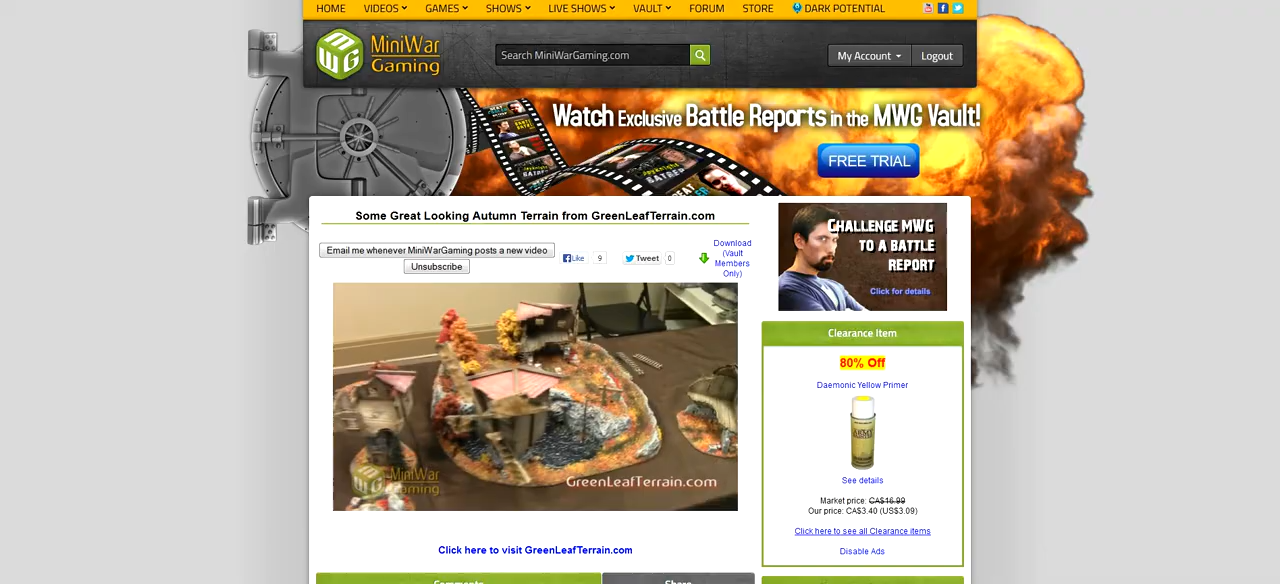 HOME VIDEOS GAMES SHOWS LIVE SHOWS VAULT FORUM STORE DARK POTENTIAL
MWG MiniWar
Gaming
Search MiniWarGaming.com
My Account Logout
Watch Exclusive Battle Reports in the MWG Vault!
FREE TRIAL
Some Great Looking Autumn Terrain from GreenLeafTerrain.com
Email me whenever MiniWarGaming posts a new video
Unsubscribe
Like 9 Tweet 0
Download
(Vault
Members
Only)
MiniWar
Gaming
GreenLeafTerrain.com
Click here to visit GreenLeafTerrain.com
Comments Share
CHALLENGE MWG
TO A BATTLE
REPORT
Click for details
Clearance Item
80% Off
Daemonic Yellow Primer
ARMY
See details
Market price: CA$16.99
Our price: CA$3.40 (US$3.09)
Click here to see all Clearance items
Disable Ads